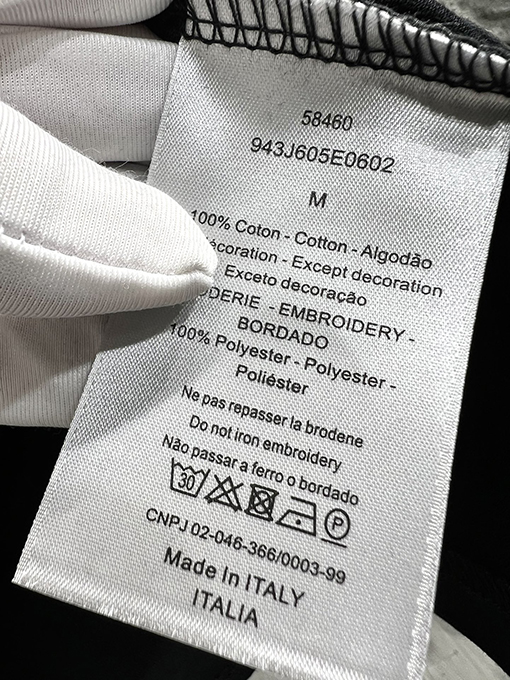 58460
943J605E0602
M
100% Coton - Cotton - Algodão
écoration - Except decoration
Exceto decoração
ODERIE - EMBROIDERY -
BORDADO
100% Polyester - Polyester -
Poliéster
Ne pas repasser la brodene
Do not iron embroidery
Não passar a ferro o bordado
30 P
CNPJ 02-046-366/0003-99
Made In ITALY
ITALIA